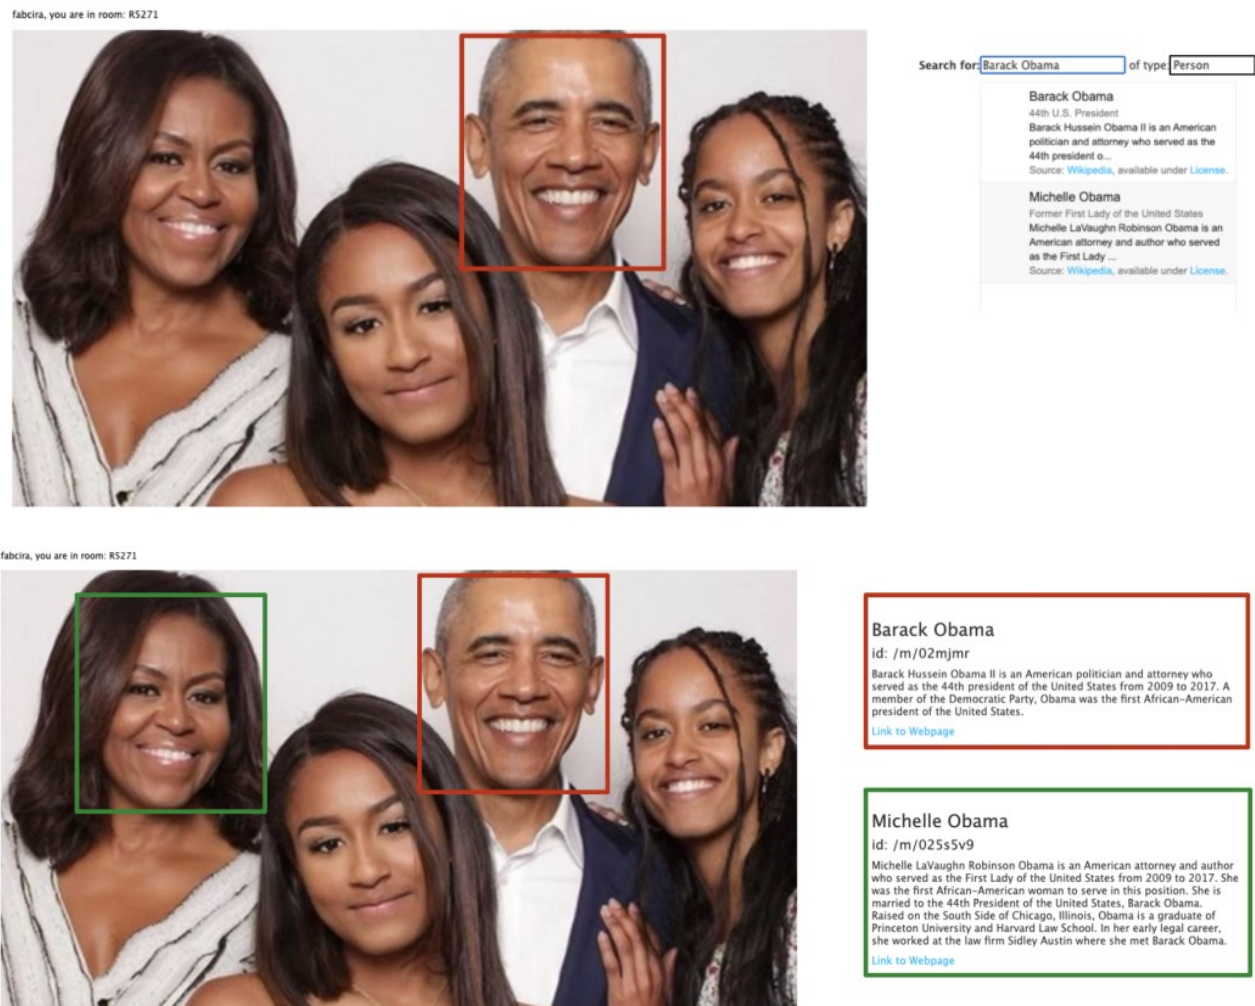 fabcira, you are in room: R5271
Search for: Barack Obama of type: Person
Barack Obama
44th U.S. President
Barack Hussein Obama II is an American
politician and attorney who served as the
44th president o...
Source: Wikipedia, available under License.
Michelle Obama
Former First Lady of the United States
Michelle LaVaughn Robinson Obama is an
American attorney and author who served
as the First Lady ...
Source: Wikipedia, available under License.
fabcira, you are in room: R5271
Barack Obama
id: /m/02mjmr
Barack Hussein Obama II is an American politician and attorney who
served as the 44th president of the United States from 2009 to 2017. A
member of the Democratic Party, Obama was the first African-American
president of the United States.
Link to Webpage
Michelle Obama
id: /m/025s5v9
Michelle LaVaughn Robinson Obama is an American attorney and author
who served as the First Lady of the United States from 2009 to 2017. She
was the first African-American woman to serve in this position. She is
married to the 44th President of the United States, Barack Obama.
Raised on the South Side of Chicago, Illinois, Obama is a graduate of
Princeton University and Harvard Law School. In her early legal career,
she worked at the law firm Sidley Austin where she met Barack Obama.
Link to Webpage